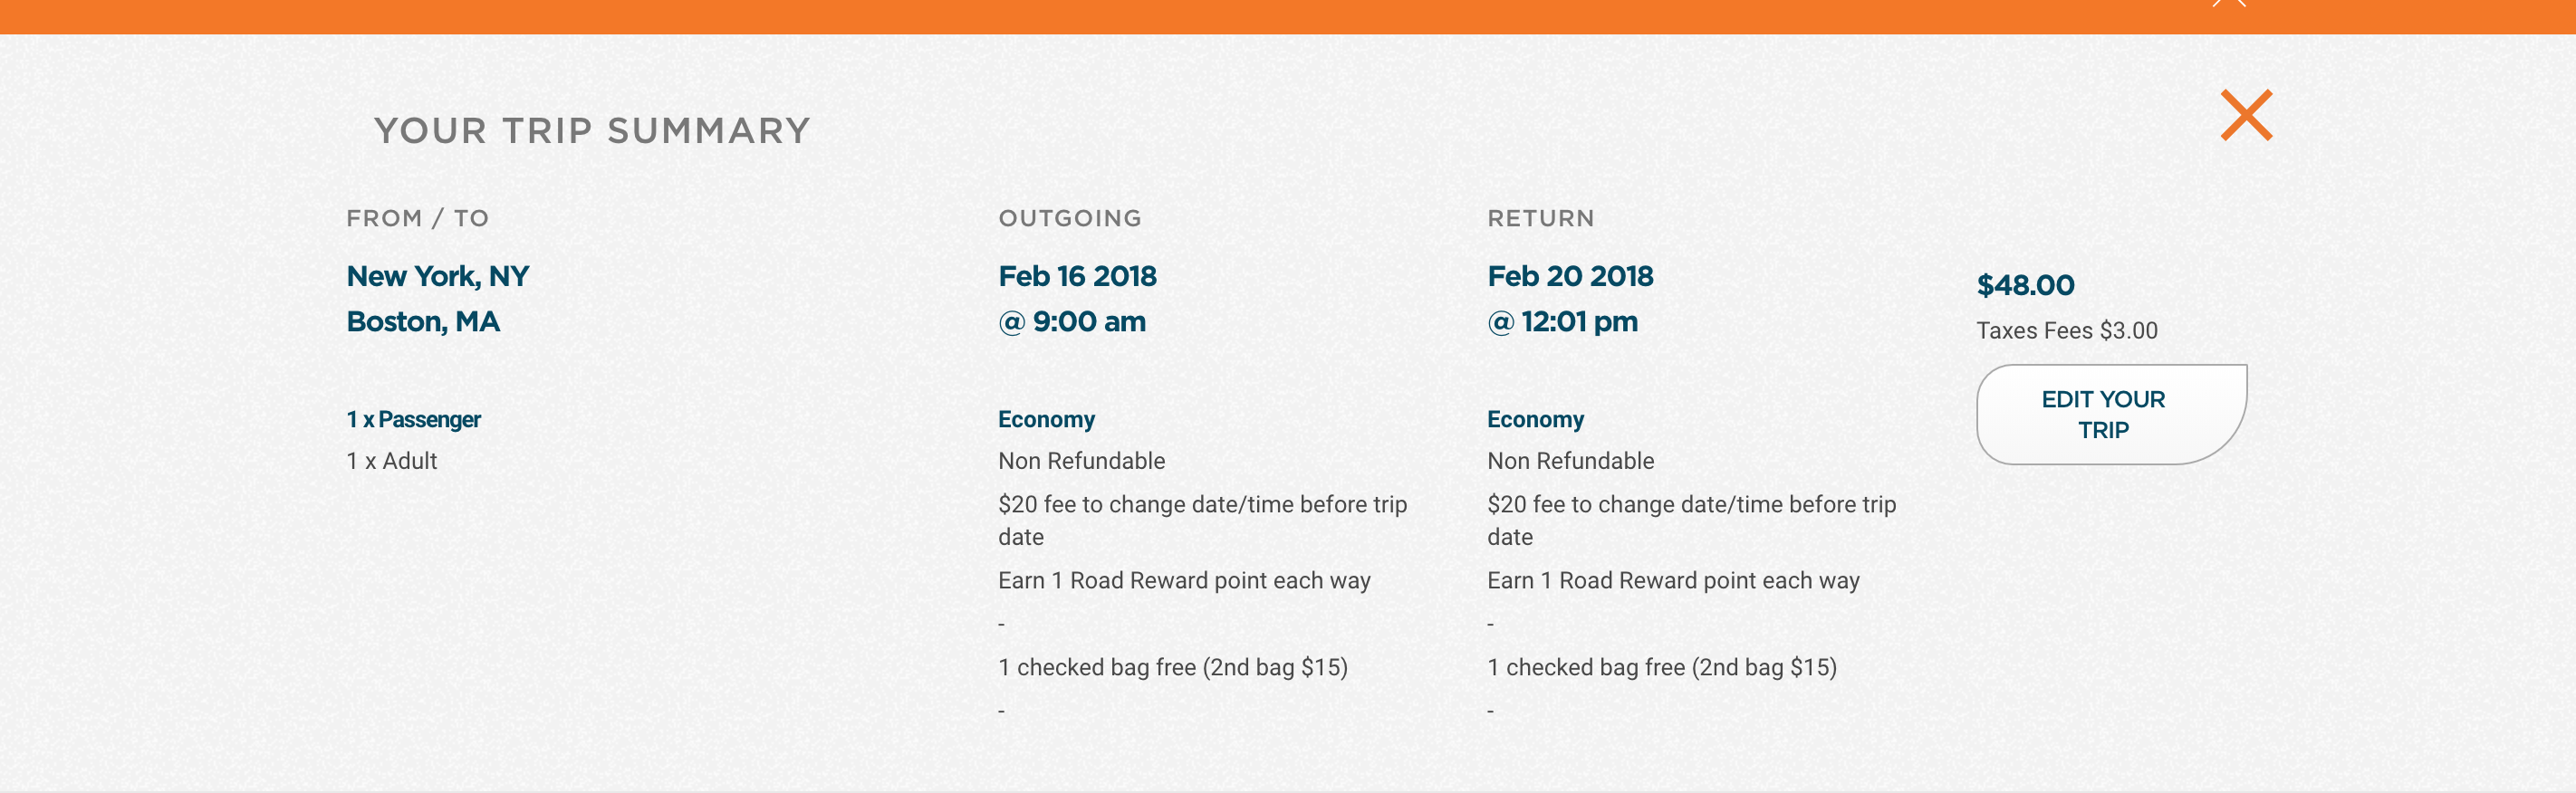 YOUR TRIP SUMMARY
FROM / TO
New York, NY
Boston, MA
1 x Passenger
1 x Adult
OUTGOING
Feb 16 2018
@ 9:00 am
Economy
Non Refundable
$20 fee to change date/time before trip
date
Earn 1 Road Reward point each way
-
1 checked bag free (2nd bag $15)
-
RETURN
Feb 20 2018
@ 12:01 pm
Economy
Non Refundable
$20 fee to change date/time before trip
date
Earn 1 Road Reward point each way
-
1 checked bag free (2nd bag $15)
-
$48.00
Taxes Fees $3.00
EDIT YOUR
TRIP